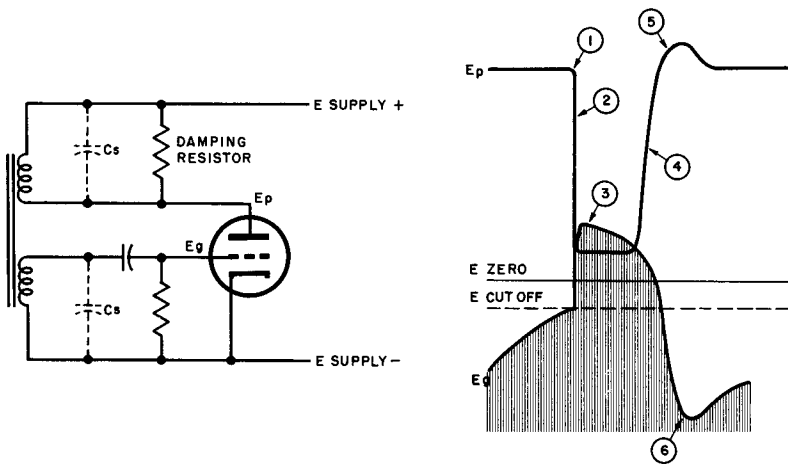 E SUPPLY +
Cs
DAMPING
RESISTOR
Ep
Eg
Cs
E SUPPLY-
1
Ep
2
3
4
5
E ZERO
E CUT OFF
Eg
6